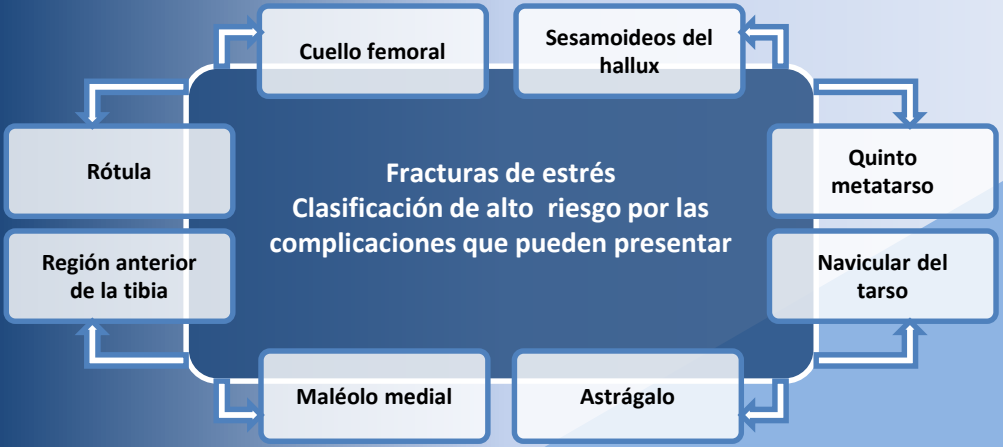 Cuello femoral
Sesamoideos del
hallux
Rótula
Fracturas de estrés
Clasificación de alto riesgo por las
complicaciones que pueden presentar
Quinto
metatarso
Región anterior
de la tibia
Navicular del
tarso
Maléolo medial
Astrágalo